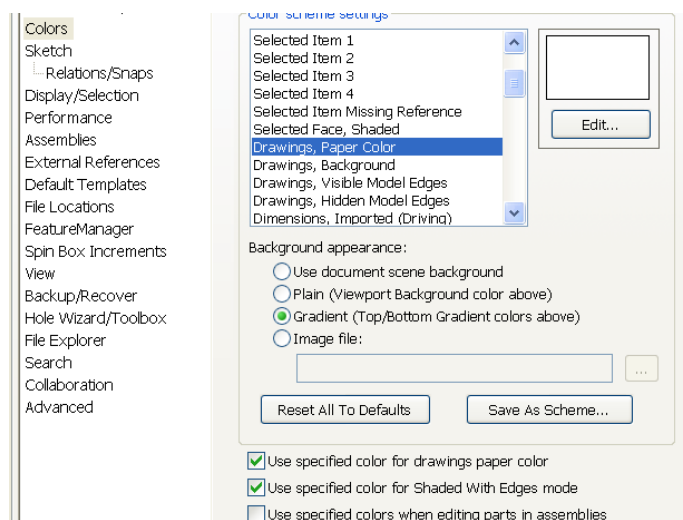 Colors
Sketch
Relations/Snaps
Display/Selection
Performance
Assemblies
External References
Default Templates
File Locations
FeatureManager
Spin Box Increments
View
Backup/Recover
Hole Wizard/Toolbox
File Explorer
Search
Collaboration
Advanced
Color scheme settings
Selected Item 1
Selected Item 2
Selected Item 3
Selected Item 4
Selected Item Missing Reference
Selected Face, Shaded
Drawings, Paper Color
Drawings, Background
Drawings, Visible Model Edges
Drawings, Hidden Model Edges
Dimensions, Imported (Driving)
Edit...
Background appearance:
Use document scene background
Plain (Viewport Background color above)
Gradient (Top/Bottom Gradient colors above)
Image file:
...
Reset All To Defaults
Save As Scheme...
Use specified color for drawings paper color
Use specified color for Shaded With Edges mode
Use specified colors when editing parts in assemblies